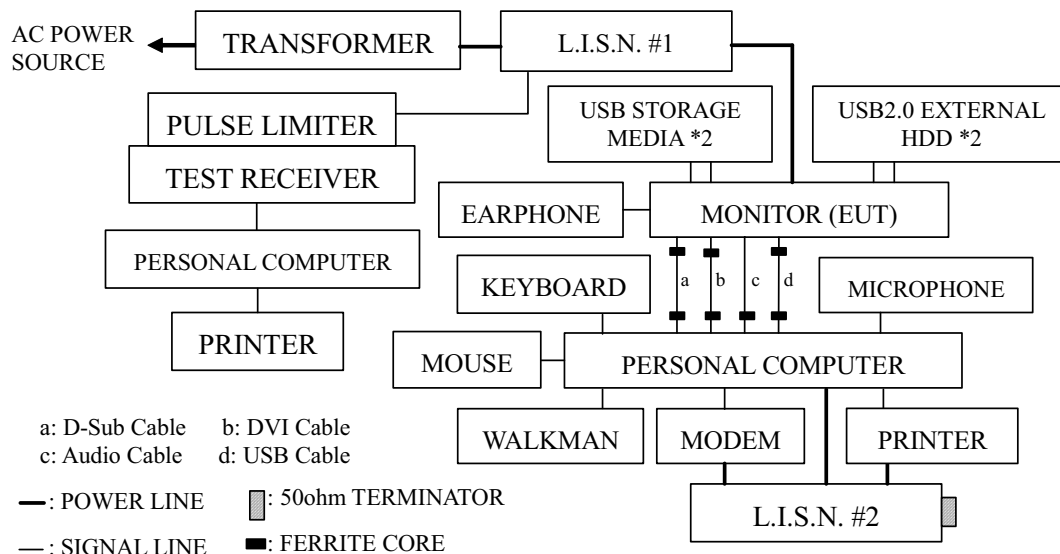 AC POWER
SOURCE
TRANSFORMER
L.I.S.N. #1
PULSE LIMITER
TEST RECEIVER
PERSONAL COMPUTER
PRINTER
USB STORAGE
MEDIA *2
USB2.0 EXTERNAL
HDD *2
EARPHONE
MONITOR (EUT)
a
b
c
d
KEYBOARD
MICROPHONE
MOUSE
PERSONAL COMPUTER
WALKMAN
MODEM
PRINTER
L.I.S.N. #2
a: D-Sub Cable
b: DVI Cable
c: Audio Cable
d: USB Cable
: POWER LINE
: 50ohm TERMINATOR
: SIGNAL LINE
: FERRITE CORE